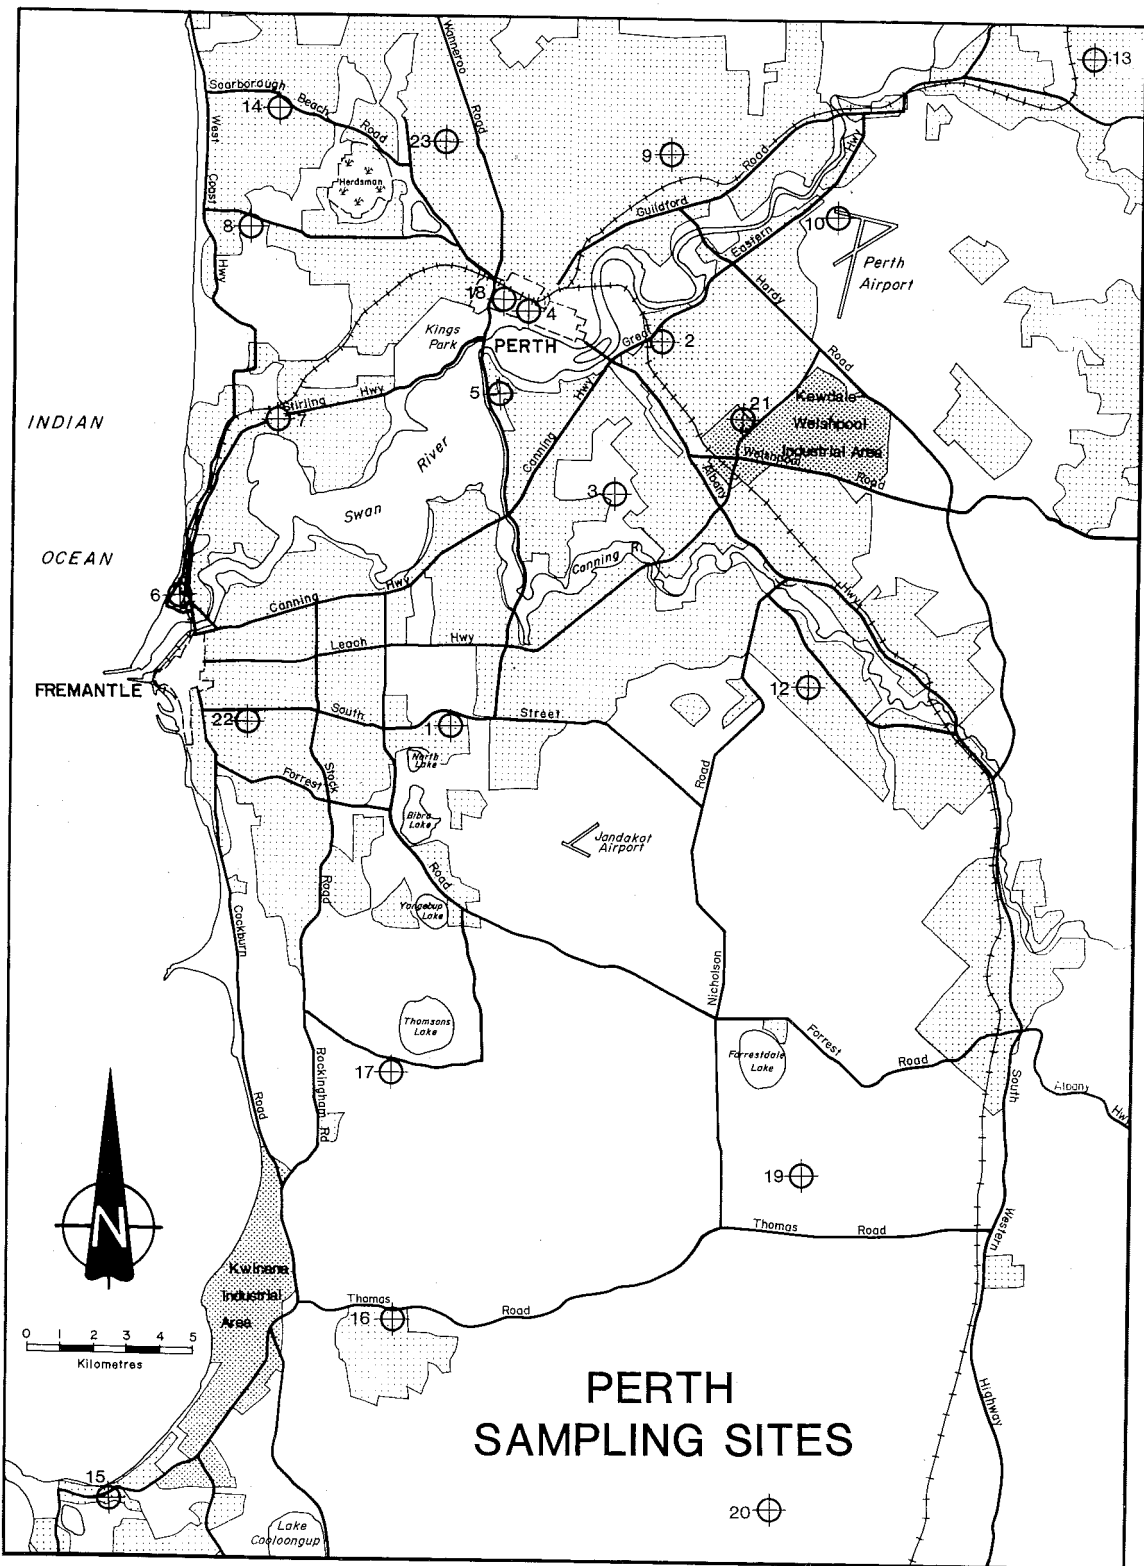 13
Scarborough
Beach
Road
14
Wanneroo
Road
23
9
West
Coast
Hwy
Herdsman
Guildford
Road
Hwy
Eastern
Great
8
10
Perth
Airport
Hardy
Road
18
4
Kings
Park
PERTH
2
Stirling
Hwy
7
5
INDIAN
OCEAN
River
Swan
Canning
Hwy
21
Kewdale
Welshpool
Industrial Area
Welshpool
Road
Albany
Hwy
3
Canning R
6
Canning
Hwy
Leach
Hwy
FREMANTLE
22
South
Street
1
12
North
Lake
Forrest
Stock
Road
Bibra
Lake
Jandakot
Airport
Road
Road
Yangebup
Lake
Cockburn
Road
Nicholson
Thomsons
Lake
17
Rockingham
Rd
Forrestdale
Lake
Forrest
Road
South
Albany
Hwy
N
19
Thomas
Road
Western
Kwinana
Industrial
Area
Thomas
Road
16
0 1 2 3 4 5
Kilometres
Highway
PERTH
SAMPLING SITES
15
20
Lake
Cooloongup